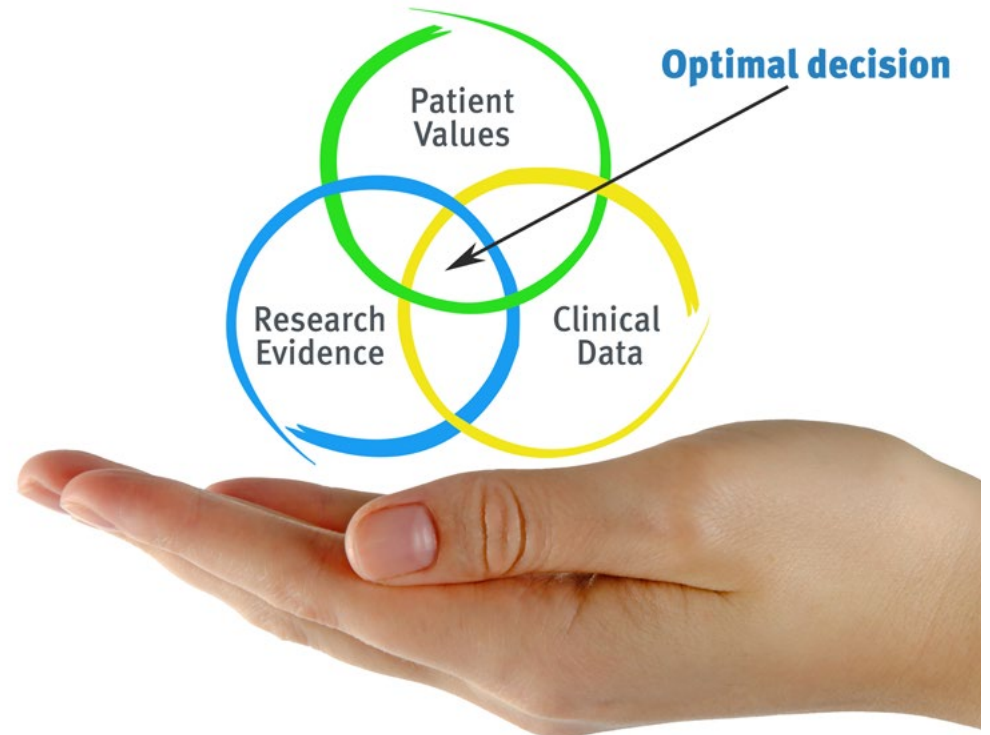 Optimal decision
Patient
Values
Research
Evidence
Clinical
Data